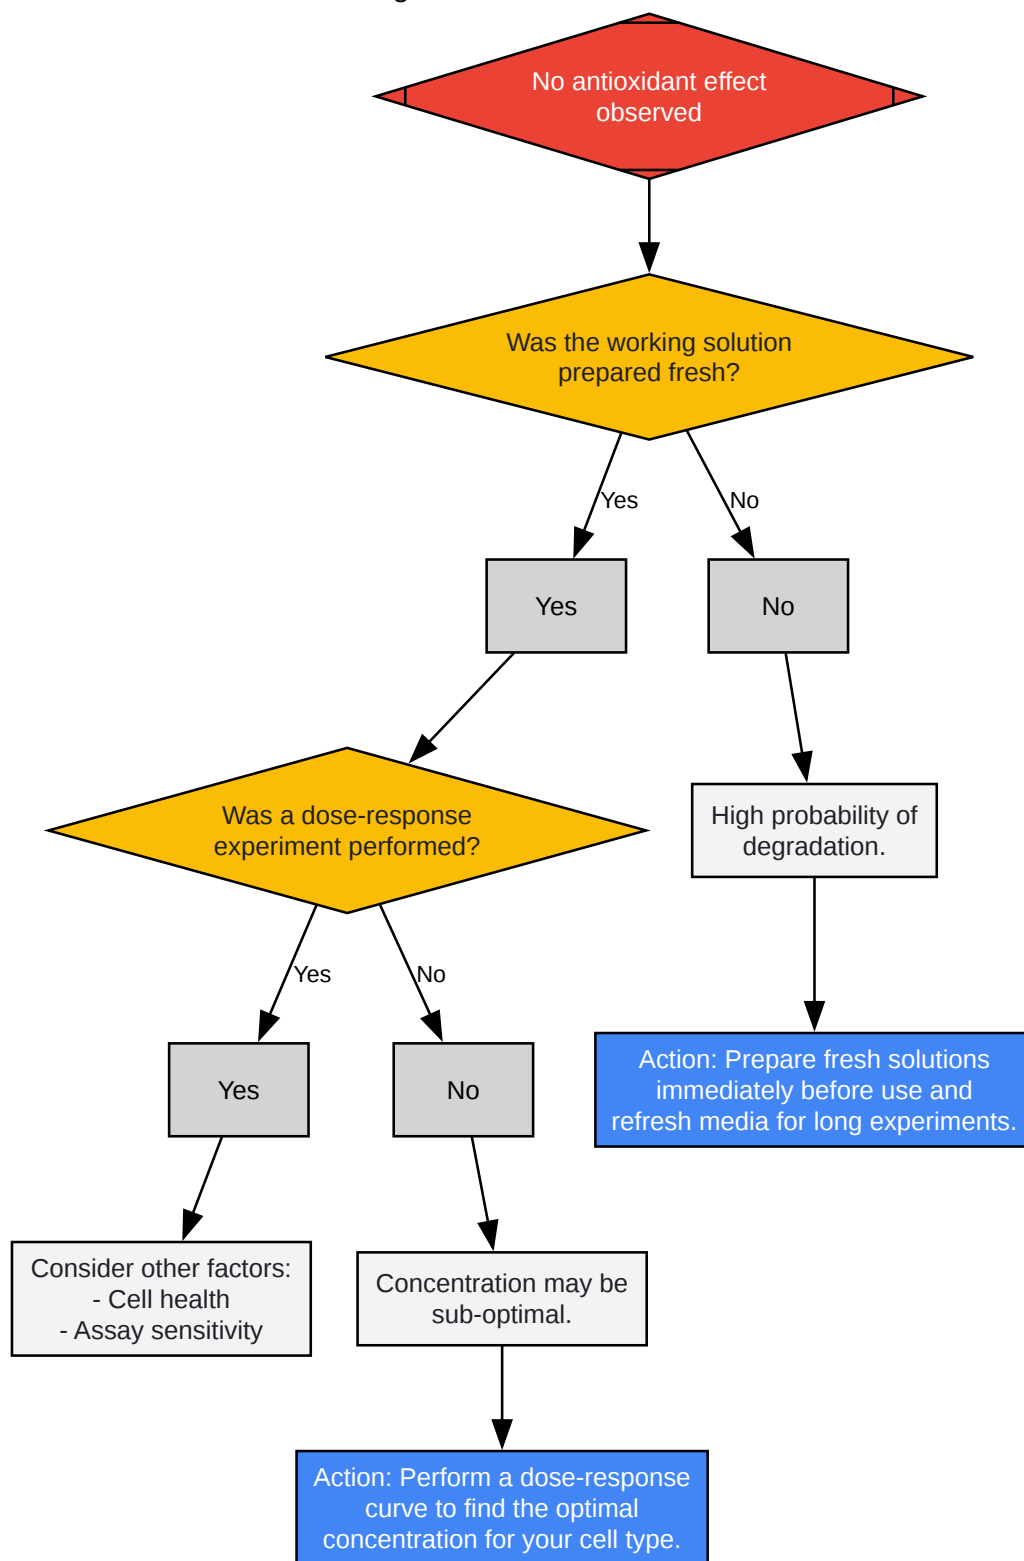 No antioxidant effect
observed
Was the working solution
prepared fresh?
Yes
No
Yes
No
Was a dose-response
experiment performed?
High probability of
degradation.
Yes
No
Yes
No
Action: Prepare fresh solutions
immediately before use and
refresh media for long experiments.
Consider other factors:
- Cell health
- Assay sensitivity
Concentration may be
sub-optimal.
Action: Perform a dose-response
curve to find the optimal
concentration for your cell type.